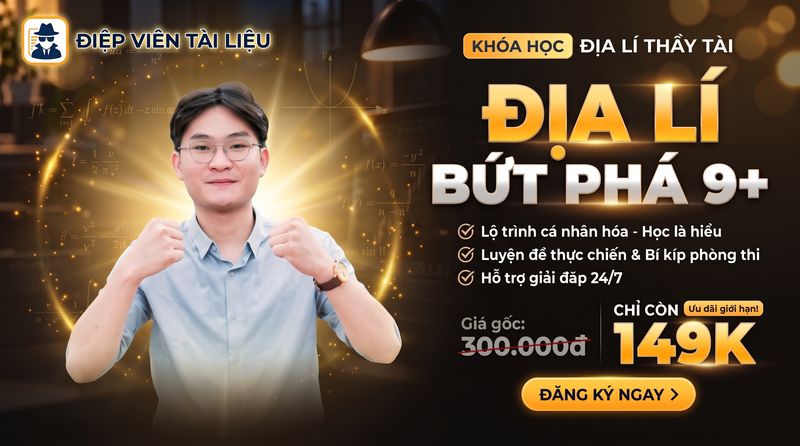 ĐIỆP VIÊN TÀI LIỆU
KHÓA HỌC ĐỊA LÍ THẦY TÀI
ĐỊA LÍ
BỨT PHÁ 9+
Lộ trình cá nhân hóa - Học là hiểu
Luyện đề thực chiến & Bí kíp phòng thi
Hỗ trợ giải đáp 24/7
Giá gốc:
300.000đ
CHỈ CÒN
Ưu đãi giới hạn!
149K
ĐĂNG KÝ NGAY >